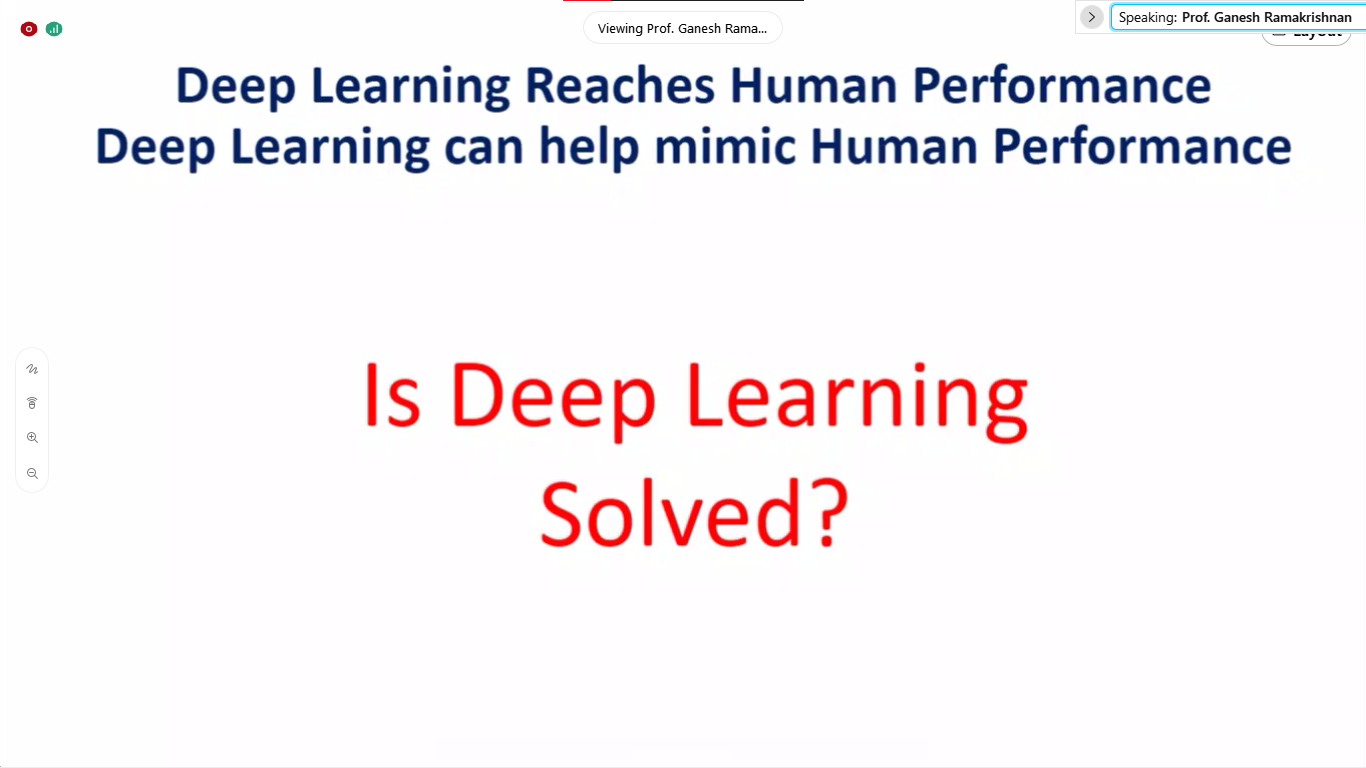 Viewing Prof. Ganesh Rama...
Speaking: Prof. Ganesh Ramakrishnan
Layout
Deep Learning Reaches Human Performance
Deep Learning can help mimic Human Performance
Is Deep Learning
Solved?